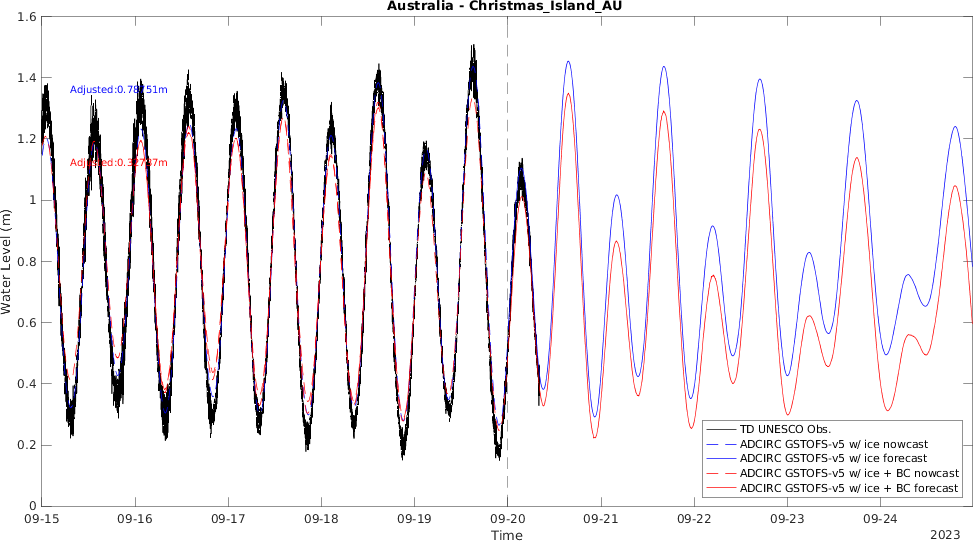 Australia - Christmas_Island_AU
1.6
1.4
1.2
1
0.8
0.6
0.4
0.2
0
Water Level (m)
Adjusted:0.78751m
TD UNESCO Obs.
ADCIRC GSTOFS-v5 w/ ice nowcast
ADCIRC GSTOFS-v5 w/ ice forecast
ADCIRC GSTOFS-v5 w/ ice + BC nowcast
ADCIRC GSTOFS-v5 w/ ice + BC forecast
09-15 09-16 09-17 09-18 09-19 09-20 09-21 09-22 09-23 09-24
Time
2023